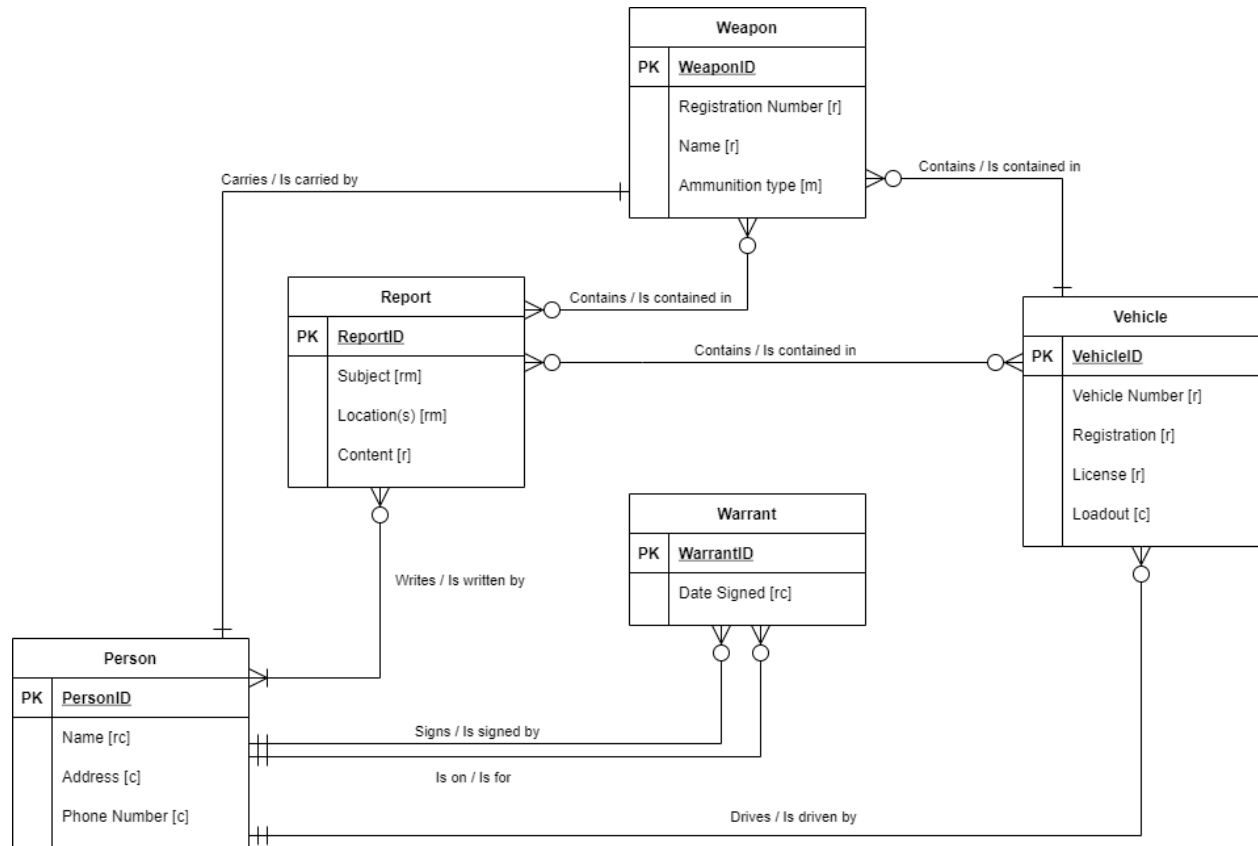 Weapon
PK WeaponID
Registration Number [r]
Name [r]
Ammunition type [m]
Carries / Is carried by
Contains / Is contained in
Report
PK ReportID
Subject [rm]
Location(s) [rm]
Content [r]
Contains / Is contained in
Contains / Is contained in
Vehicle
PK VehicleID
Vehicle Number [r]
Registration [r]
License [r]
Loadout [c]
Warrant
PK WarrantID
Date Signed [rc]
Writes / Is written by
Person
PK PersonID
Name [rc]
Address [c]
Phone Number [c]
Signs / Is signed by
Is on / Is for
Drives / Is driven by